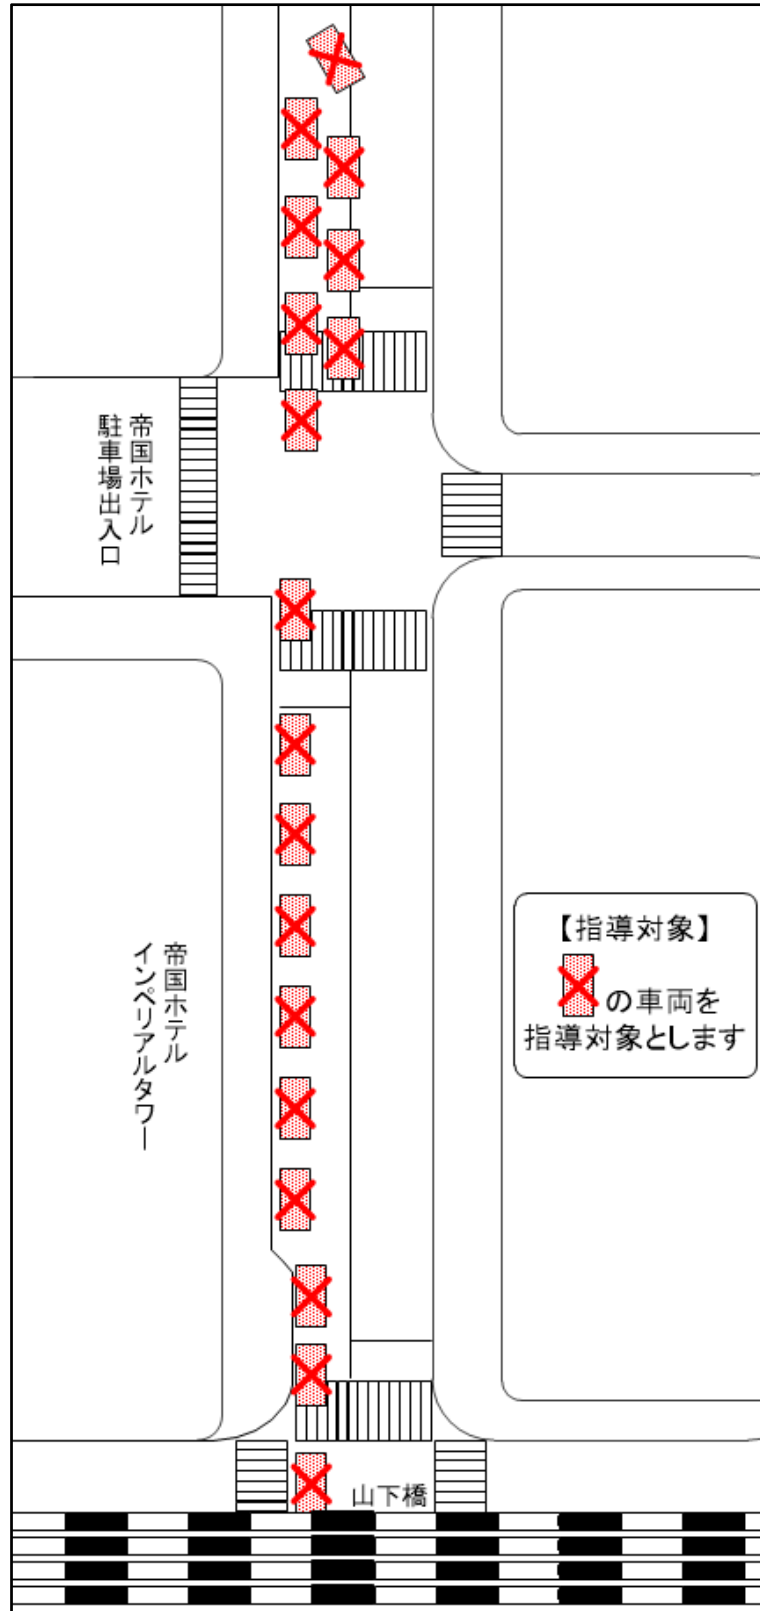 帝国ホテル
駐車場出入口
帝国ホテル
インペリアルタワー
【指導対象】
の車両を
指導対象とします
山下橋